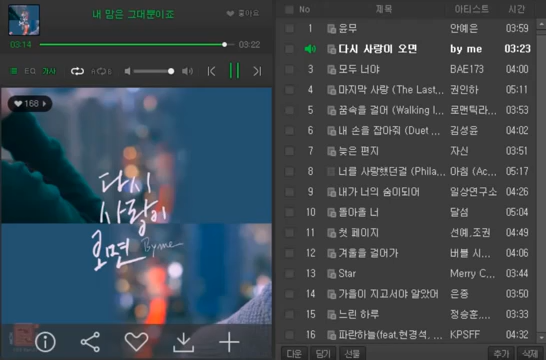 내 맘은 그대뿐이죠
좋아요
03:14
03:22
EQ 가사
168
다시
사랑이
오면
By me
No 제목 아티스트 시간
1 윤무 안예은 03:59
다시 사랑이 오면 by me 03:23
3 모두 너야 BAE173 04:00
4 마지막 사랑 (The Last... 권인하 05:11
5 꿈속을 걸어 (Walking I... 로맨틱라... 03:53
6 내 손을 잡아줘 (Duet ... 김성윤 04:02
7 늦은 편지 자신 03:51
8 너를 사랑했던걸 (Phila... 아침 (Ac... 05:17
9 내가 너의 숨이되어 일상연구소 04:26
10 돌아올 너 달섬 05:04
11 첫 페이지 선예,조권 04:49
12 겨울을 걸어가 버블 시... 04:06
13 Star Merry C... 03:44
14 가을이 지고서야 알았어 은종 03:50
15 느린 하루 정승훈,... 03:33
16 파란하늘(feat,현경석, ... KPSFF 04:32
다운 담기 선물 추가 삭제